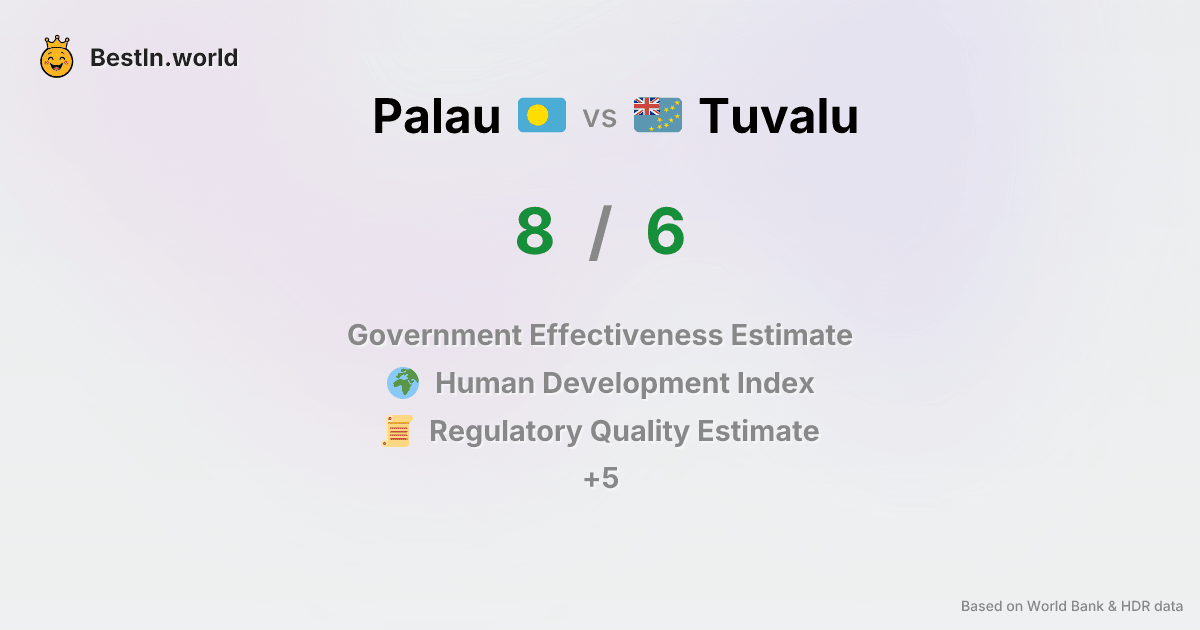 BestIn.world
Palau vs Tuvalu
8 / 6
Government Effectiveness Estimate
Human Development Index
Regulatory Quality Estimate
+5
Based on World Bank & HDR data